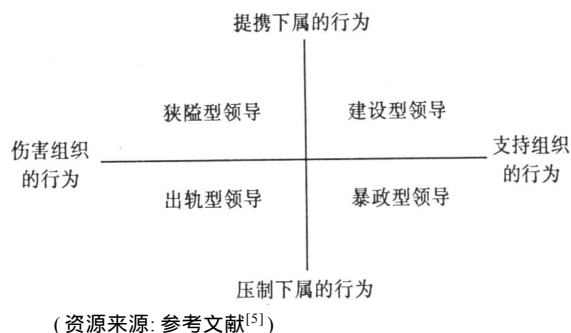 提携下属的行为
狭隘型领导
建设型领导
伤害组织
的行为
支持组织
的行为
出轨型领导
暴政型领导
压制下属的行为
(资源来源: 参考文献[5])